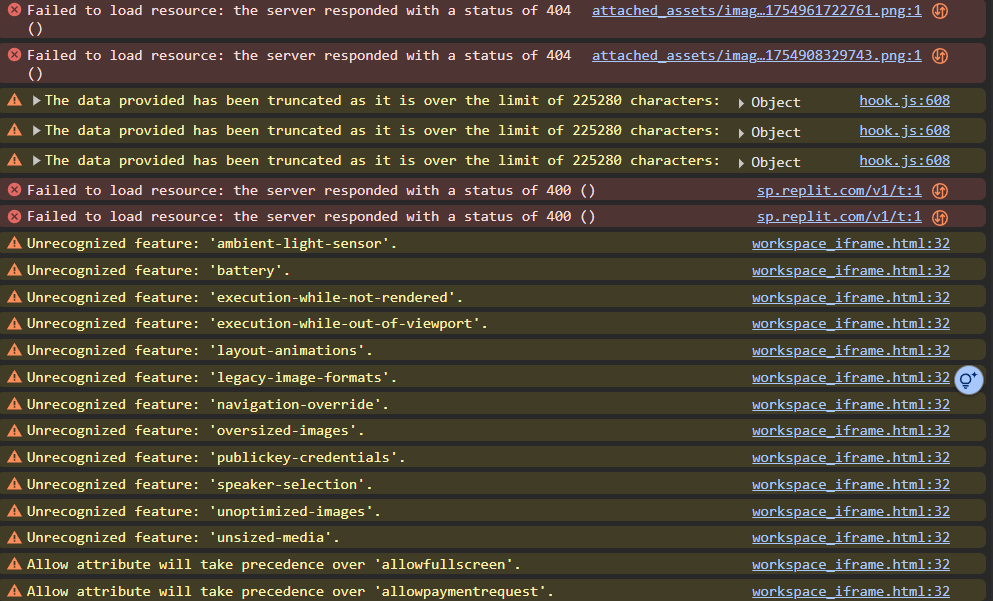 Failed to load resource: the server responded with a status of 404 attached_assets/imag…1754961722761.png:1
()
Failed to load resource: the server responded with a status of 404 attached_assets/imag…1754908329743.png:1
()
The data provided has been truncated as it is over the limit of 225280 characters: Object hook.js:608
The data provided has been truncated as it is over the limit of 225280 characters: Object hook.js:608
The data provided has been truncated as it is over the limit of 225280 characters: Object hook.js:608
Failed to load resource: the server responded with a status of 400 () sp.replit.com/v1/t:1
Failed to load resource: the server responded with a status of 400 () sp.replit.com/v1/t:1
Unrecognized feature: 'ambient-light-sensor'. workspace_iframe.html:32
Unrecognized feature: 'battery'. workspace_iframe.html:32
Unrecognized feature: 'execution-while-not-rendered'. workspace_iframe.html:32
Unrecognized feature: 'execution-while-out-of-viewport'. workspace_iframe.html:32
Unrecognized feature: 'layout-animations'. workspace_iframe.html:32
Unrecognized feature: 'legacy-image-formats'. workspace_iframe.html:32
Unrecognized feature: 'navigation-override'. workspace_iframe.html:32
Unrecognized feature: 'oversized-images'. workspace_iframe.html:32
Unrecognized feature: 'publickey-credentials'. workspace_iframe.html:32
Unrecognized feature: 'speaker-selection'. workspace_iframe.html:32
Unrecognized feature: 'unoptimized-images'. workspace_iframe.html:32
Unrecognized feature: 'unsized-media'. workspace_iframe.html:32
Allow attribute will take precedence over 'allowfullscreen'. workspace_iframe.html:32
Allow attribute will take precedence over 'allowpaymentrequest'. workspace_iframe.html:32